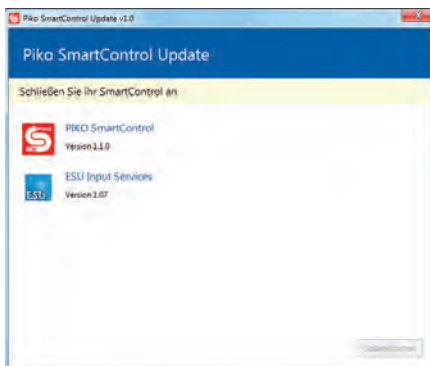 Piko SmartControl Update v1.0
Piko SmartControl Update
Schließen Sie ihr SmartControl an
PIKO SmartControl
Version 1.1.0
ESU Input Services
Version 1.07
ESU